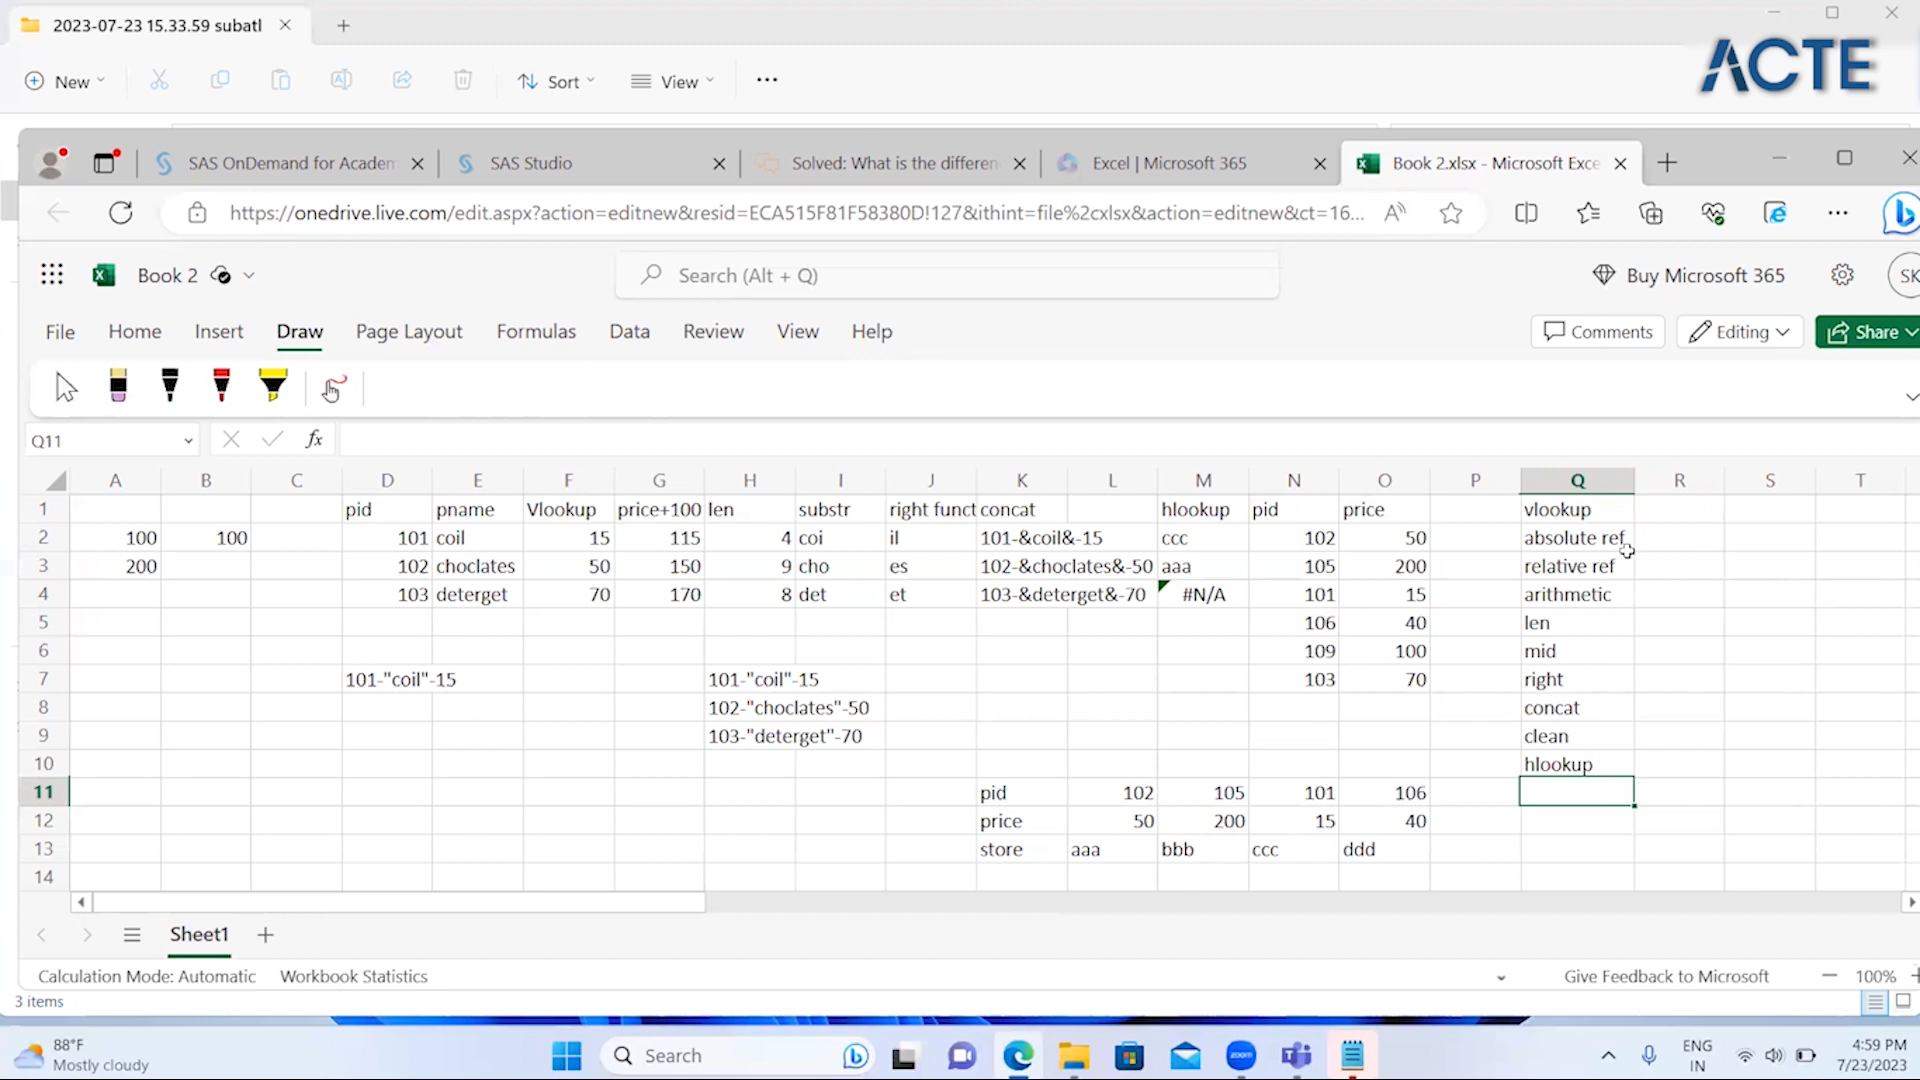 2023-07-23 15.33.59 subatl
ACTE
New Sort View
SAS OnDemand for Academ SAS Studio Solved: What is the differen Excel | Microsoft 365 Book 2.xlsx - Microsoft Exce
https://onedrive.live.com/edit.aspx?action=editnew&resid=ECA515F81F58380D!127&ithint=file%2cxlsx&action=editnew&ct=16...
Book 2 Search (Alt + Q) Buy Microsoft 365 SK
File Home Insert Draw Page Layout Formulas Data Review View Help Comments Editing Share
Q11 fx
A B C D E F G H I J K L M N O P Q R S T
1 pid pname Vlookup price+100 len substr right funct concat hlookup pid price vlookup
2 100 100 101 coil 15 115 4 coi il 101-&coil&-15 ccc 102 50 absolute ref
3 200 102 choclates 50 150 9 cho es 102-&choclates&-50 aaa 105 200 relative ref
4 103 deterget 70 170 8 det et 103-&deterget&-70 #N/A 101 15 arithmetic
5 106 40 len
6 109 100 mid
7 101-"coil"-15 101-"coil"-15 103 70 right
8 102-"choclates"-50 concat
9 103-"deterget"-70 clean
10 hlookup
11 pid 102 105 101 106
12 price 50 200 15 40
13 store aaa bbb ccc ddd
14
Sheet1
Calculation Mode: Automatic Workbook Statistics Give Feedback to Microsoft 100%
3 items
88°F
Mostly cloudy
Search
zoom
ENG
IN
4:59 PM
7/23/2023